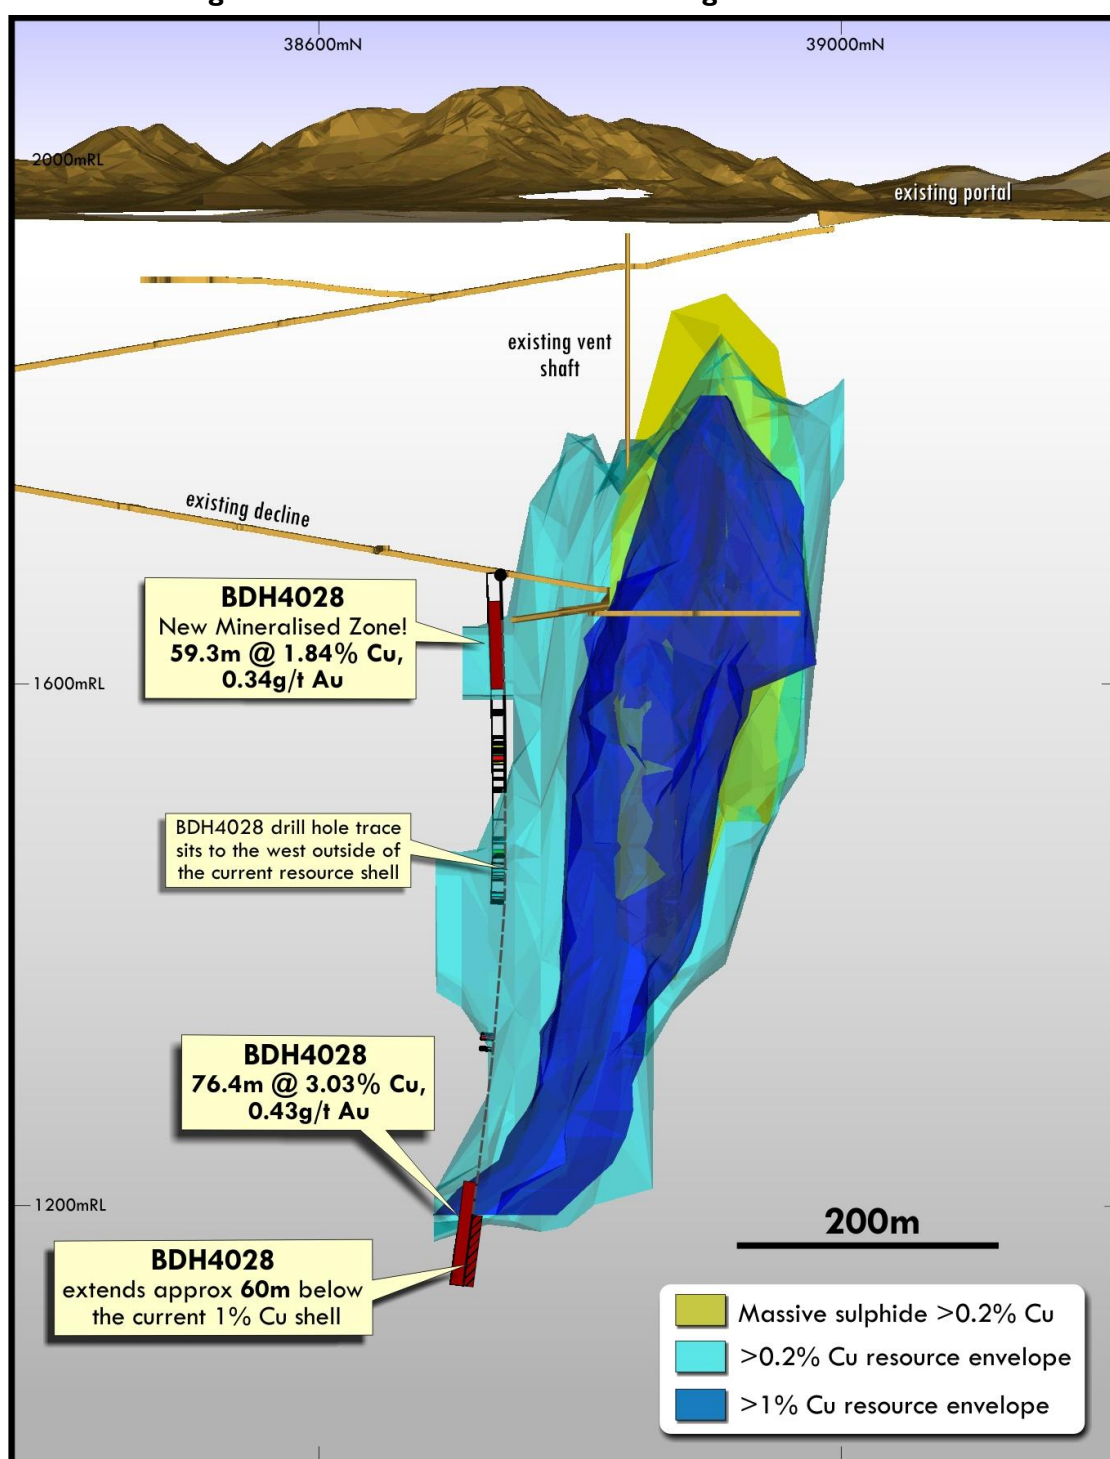 38600mN
39000mN
2000mRL
existing portal
existing vent
shaft
existing decline
BDH4028
New Mineralised Zone!
59.3m @ 1.84% Cu,
0.34g/t Au
1600mRL
BDH4028 drill hole trace
sits to the west outside of
the current resource shell
BDH4028
76.4m @ 3.03% Cu,
0.43g/t Au
1200mRL
200m
BDH4028
extends approx 60m below
the current 1% Cu shell
Massive sulphide >0.2% Cu
>0.2% Cu resource envelope
>1% Cu resource envelope